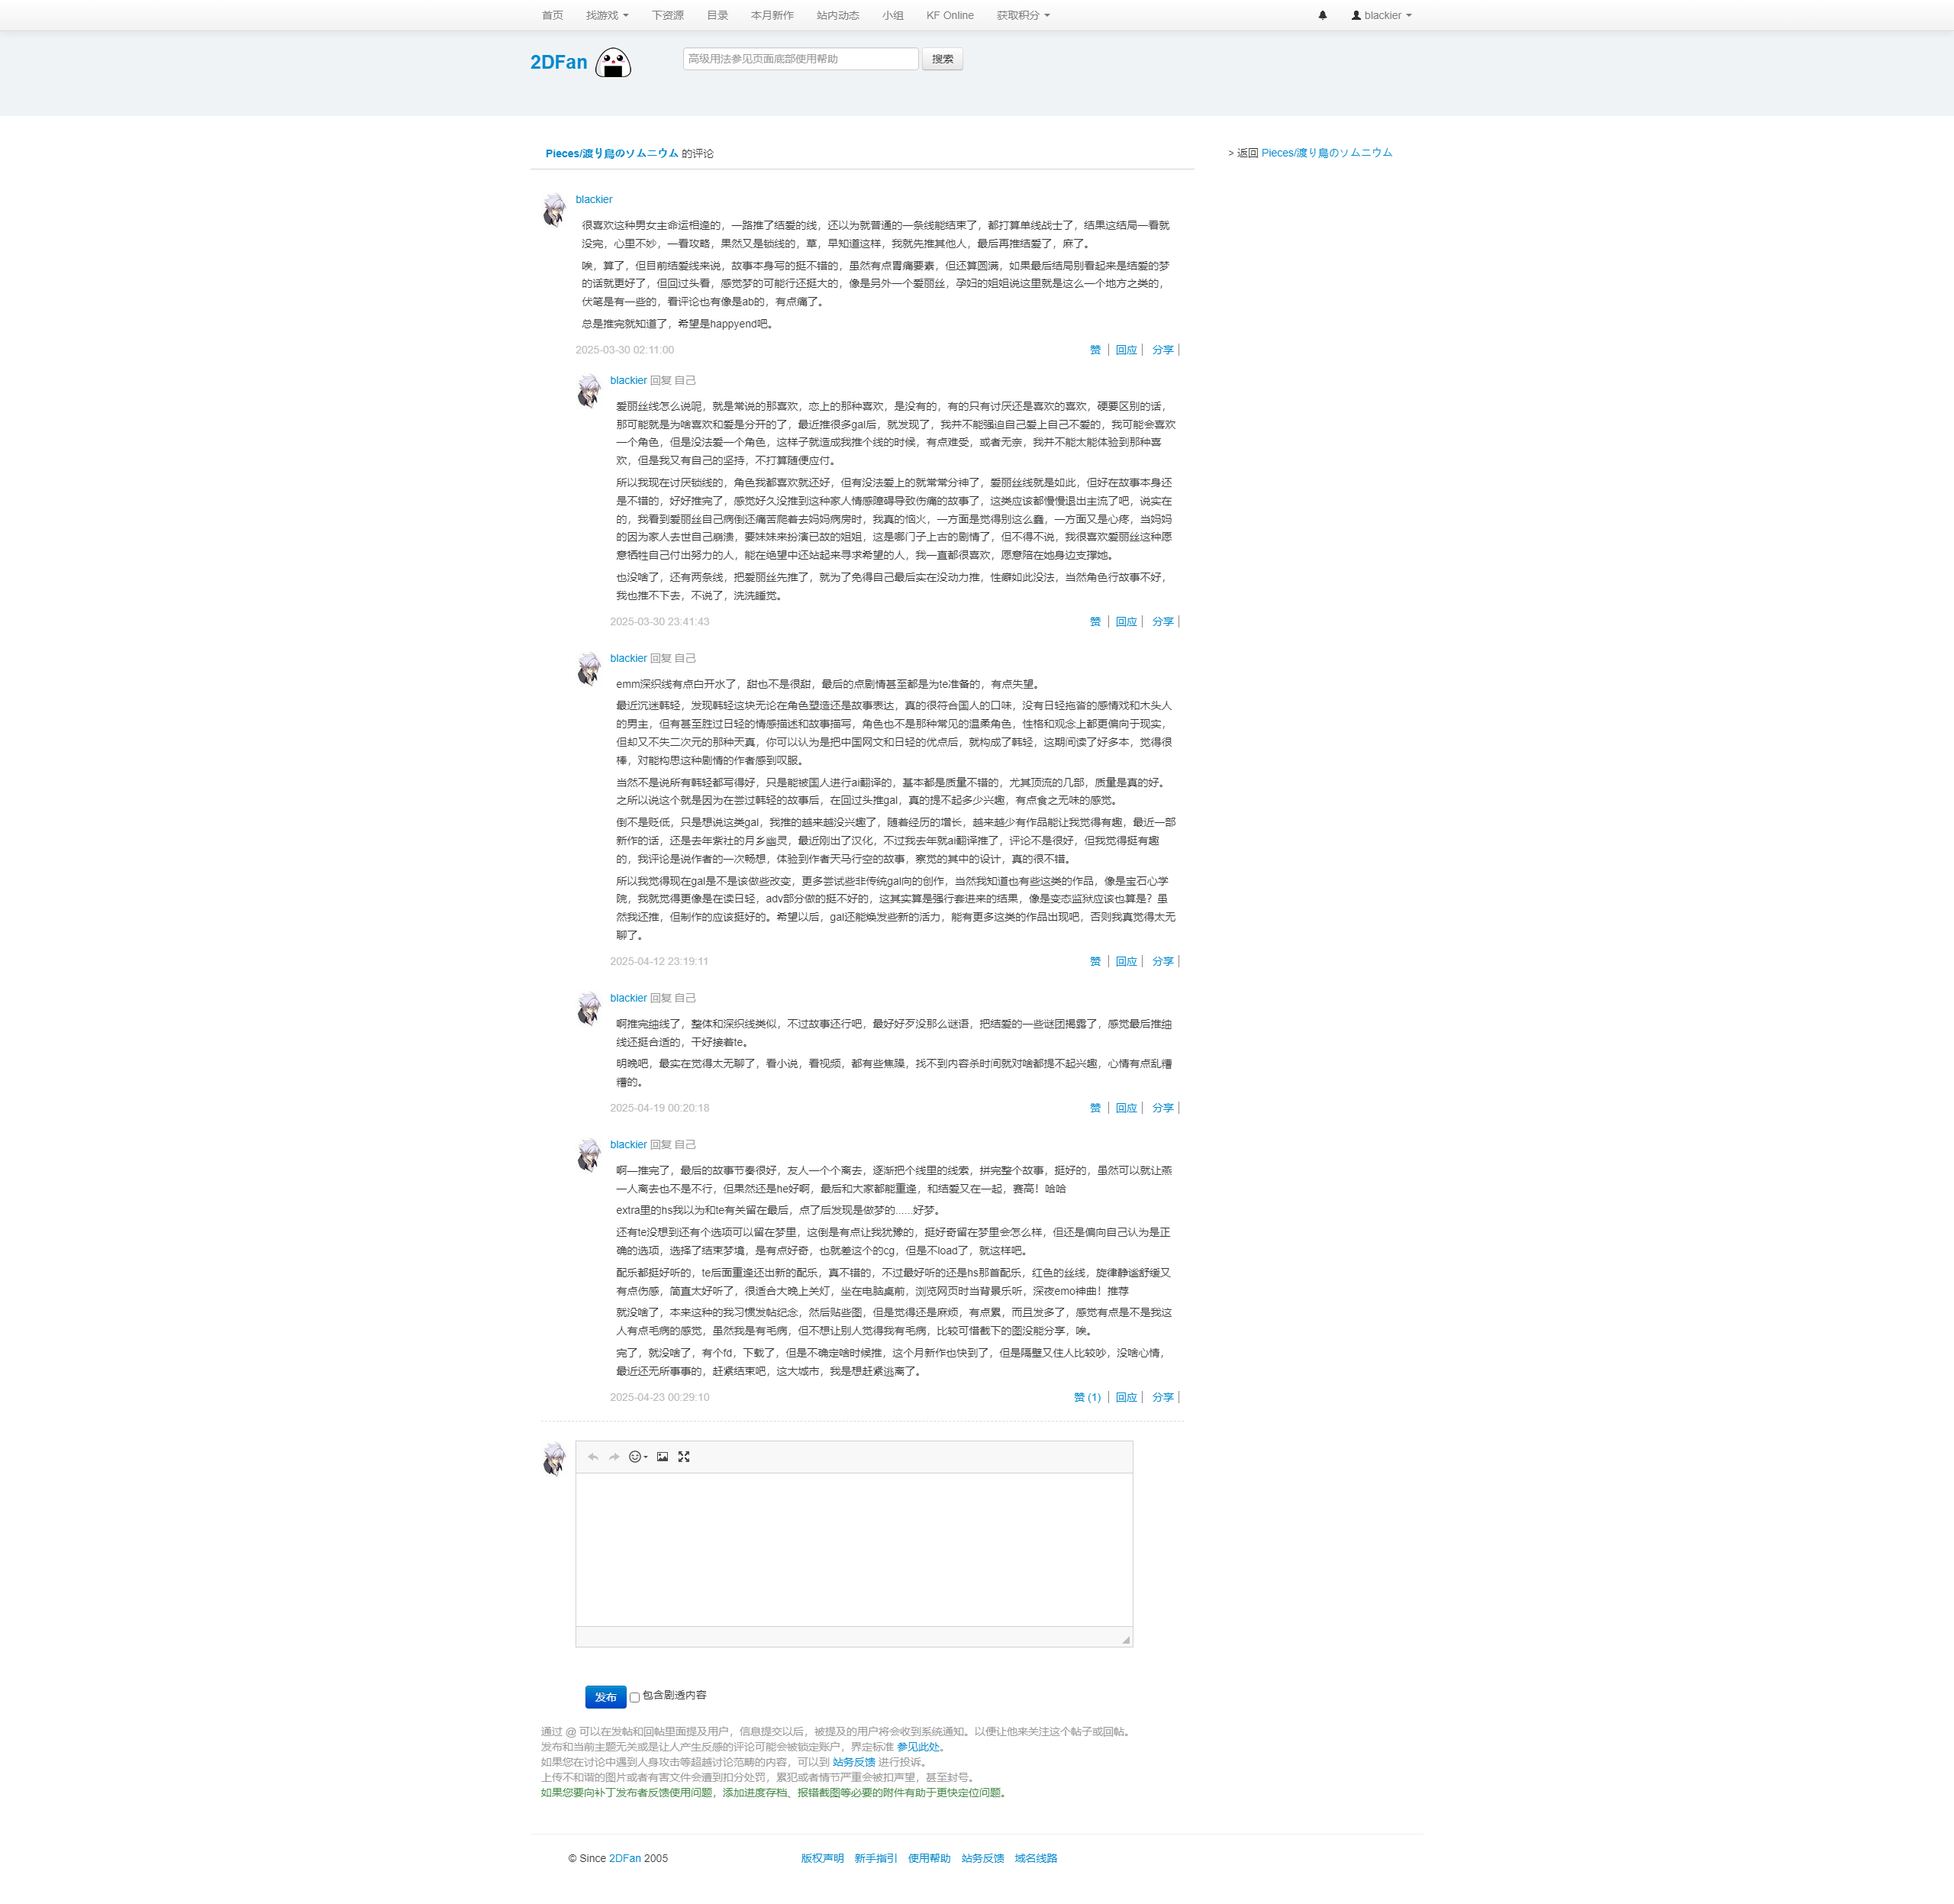 首页 找游戏 下资源 目录 本月新作 站内动态 小组 KF Online 获取积分 blackier
2DFan 高级用法参见页面底部使用帮助 搜索
Pieces/渡り鳥のソムニウム 的评论
> 返回 Pieces/渡り鳥のソムニウム
blackier
很喜欢这种男女主命运相逢的，一路推了结爱的线，还以为就普通的一条线能结束了，都打算单线战士了，结果这结局一看就
没完，心里不妙，一看攻略，果然又是锁线的，草，早知道这样，我就先推其他人，最后再推结爱了，麻了。
唉，算了，但目前结爱线来说，故事本身写的挺不错的，虽然有点胃痛要素，但还算圆满，如果最后结局别看起来是结爱的梦
的话就更好了，但回过头看，感觉梦的可能行还挺大的，像是另外一个爱丽丝，孕妇的姐姐说这里就是这么一个地方之类的，
伏笔是有一些的，看评论也有像是ab的，有点痛了。
总是推完就知道了，希望是happyend吧。
2025-03-30 02:11:00 赞 | 回应 | 分享 |
blackier 回复 自己
爱丽丝线怎么说呢，就是常说的那喜欢，恋上的那种喜欢，是没有的，有的只有讨厌还是喜欢的喜欢，硬要区别的话，
那可能就是为啥喜欢和爱是分开的了，最近推很多gal后，就发现了，我并不能强迫自己爱上自己不爱的，我可能会喜欢
一个角色，但是没法爱一个角色，这样子就造成我推个线的时候，有点难受，或者无奈，我并不能太能体验到那种喜
欢，但是我又有自己的坚持，不打算随便应付。
所以我现在讨厌锁线的，角色我都喜欢就还好，但有没法爱上的就常常分神了，爱丽丝线就是如此，但好在故事本身还
是不错的，好好推完了，感觉好久没推到这种家人情感障碍导致伤痛的故事了，这类应该都慢慢退出主流了吧，说实在
的，我看到爱丽丝自己病倒还痛苦爬着去妈妈病房时，我真的恼火，一方面是觉得别这么蠢，一方面又是心疼，当妈妈
的因为家人去世自己崩溃，要妹妹来扮演已故的姐姐，这是哪门子上古的剧情了，但不得不说，我很喜欢爱丽丝这种愿
意牺牲自己付出努力的人，能在绝望中还站起来寻求希望的人，我一直都很喜欢，愿意陪在她身边支撑她。
也没啥了，还有两条线，把爱丽丝先推了，就为了免得自己最后实在没动力推，性癖如此没法，当然角色行故事不好，
我也推不下去，不说了，洗洗睡觉。
2025-03-30 23:41:43 赞 | 回应 | 分享 |
blackier 回复 自己
emm深织线有点白开水了，甜也不是很甜，最后的点剧情甚至都是为te准备的，有点失望。
最近沉迷韩轻，发现韩轻这块无论在角色塑造还是故事表达，真的很符合国人的口味，没有日轻拖沓的感情戏和木头人
的男主，但有甚至胜过日轻的情感描述和故事描写，角色也不是那种常见的温柔角色，性格和观念上都更偏向于现实，
但却又不失二次元的那种天真，你可以认为是把中国网文和日轻的优点后，就构成了韩轻，这期间读了好多本，觉得很
棒，对能构思这种剧情的作者感到叹服。
当然不是说所有韩轻都写得好，只是能被国人进行ai翻译的，基本都是质量不错的，尤其顶流的几部，质量是真的好。
之所以说这个就是因为在尝过韩轻的故事后，在回过头推gal，真的提不起多少兴趣，有点食之无味的感觉。
倒不是贬低，只是想说这类gal，我推的越来越没兴趣了，随着经历的增长，越来越少有作品能让我觉得有趣，最近一部
新作的话，还是去年紫社的月乡幽灵，最近刚出了汉化，不过我去年就ai翻译推了，评论不是很好，但我觉得挺有趣
的，我评论是说作者的一次畅想，体验到作者天马行空的故事，察觉的其中的设计，真的很不错。
所以我觉得现在gal是不是该做些改变，更多尝试些非传统gal向的创作，当然我知道也有些这类的作品，像是宝石心学
院，我就觉得更像是在读日轻，adv部分做的挺不好的，这其实算是强行套进来的结果，像是变态监狱应该也算是？虽
然我还推，但制作的应该挺好的。希望以后，gal还能焕发些新的活力，能有更多这类的作品出现吧，否则我真觉得太无
聊了。
2025-04-12 23:19:11 赞 | 回应 | 分享 |
blackier 回复 自己
啊推完䌷线了，整体和深织线类似，不过故事还行吧，最好好歹没那么谜语，把结爱的一些谜团揭露了，感觉最后推䌷
线还挺合适的，干好接着te。
明晚吧，最实在觉得太无聊了，看小说，看视频，都有些焦躁，找不到内容杀时间就对啥都提不起兴趣，心情有点乱糟
糟的。
2025-04-19 00:20:18 赞 | 回应 | 分享 |
blackier 回复 自己
啊—推完了，最后的故事节奏很好，友人一个个离去，逐渐把个线里的线索，拼完整个故事，挺好的，虽然可以就让燕
一人离去也不是不行，但果然还是he好啊，最后和大家都能重逢，和结爱又在一起，赛高！哈哈
extra里的hs我以为和te有关留在最后，点了后发现是做梦的......好梦。
还有te没想到还有个选项可以留在梦里，这倒是有点让我犹豫的，挺好奇留在梦里会怎么样，但还是偏向自己认为是正
确的选项，选择了结束梦境，是有点好奇，也就差这个的cg，但是不load了，就这样吧。
配乐都挺好听的，te后面重逢还出新的配乐，真不错的，不过最好听的还是hs那首配乐，红色的丝线，旋律静谧舒缓又
有点伤感，简直太好听了，很适合大晚上关灯，坐在电脑桌前，浏览网页时当背景乐听，深夜emo神曲！推荐
就没啥了，本来这种的我习惯发帖纪念，然后贴些图，但是觉得还是麻烦，有点累，而且发多了，感觉有点是不是我这
人有点毛病的感觉，虽然我是有毛病，但不想让别人觉得我有毛病，比较可惜截下的图没能分享，唉。
完了，就没啥了，有个fd，下载了，但是不确定啥时候推，这个月新作也快到了，但是隔壁又住人比较吵，没啥心情，
最近还无所事事的，赶紧结束吧，这大城市，我是想赶紧逃离了。
2025-04-23 00:29:10 赞 (1) | 回应 | 分享 |
发布 包含剧透内容
通过 @ 可以在发帖和回帖里面提及用户，信息提交以后，被提及的用户将会收到系统通知。以便让他来关注这个帖子或回帖。
发布和当前主题无关或是让人产生反感的评论可能会被锁定账户，界定标准 参见此处。
如果您在讨论中遇到人身攻击等超越讨论范畴的内容，可以到 站务反馈 进行投诉。
上传不和谐的图片或者有害文件会遭到扣分处罚，累犯或者情节严重会被扣声望，甚至封号。
如果您要向补丁发布者反馈使用问题，添加进度存档、报错截图等必要的附件有助于更快定位问题。
© Since 2DFan 2005 版权声明 新手指引 使用帮助 站务反馈 域名线路